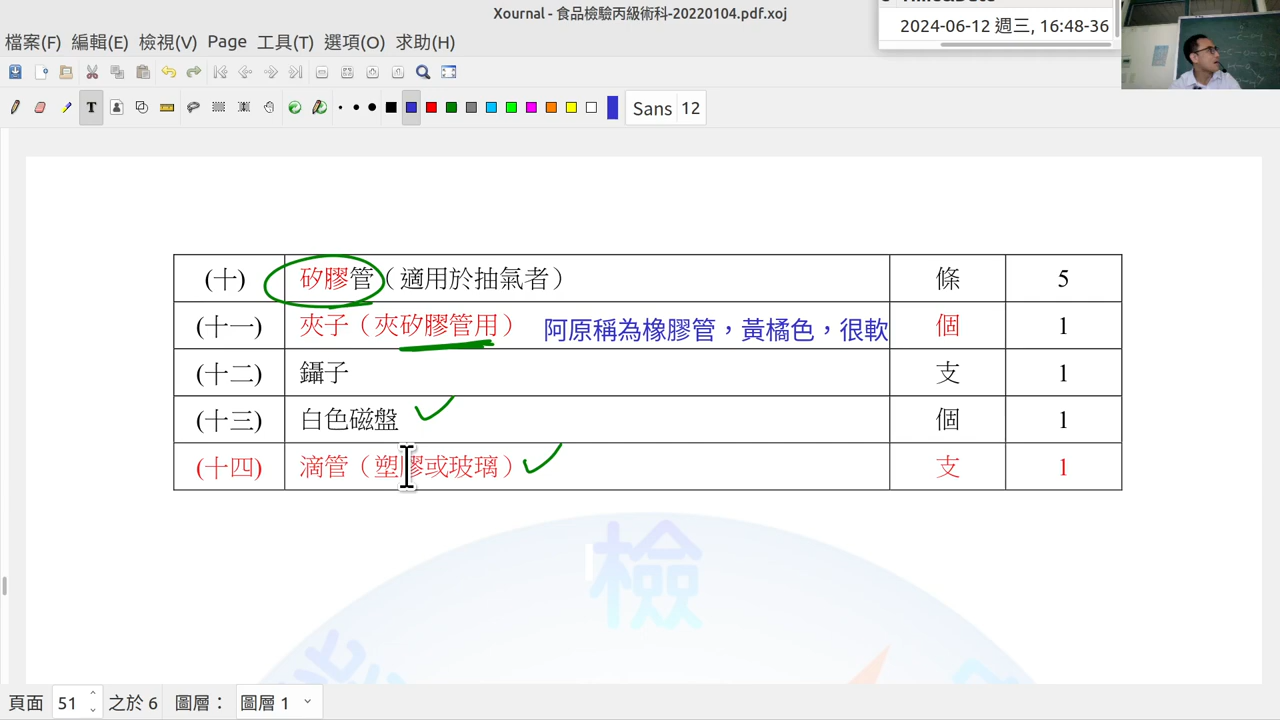 Xournal - 食品檢驗丙級術科-20220104.pdf.xoj
2024-06-12 週三, 16:48-36
檔案(F) 編輯(E) 檢視(V) Page 工具(T) 選項(O) 求助(H)
T Sans 12
(十) 矽膠管（適用於抽氣者） 條 5
(十一) 夾子（夾矽膠管用） 阿原稱為橡膠管，黃橘色，很軟 個 1
(十二) 鑷子 支 1
(十三) 白色磁盤 個 1
(十四) 滴管（塑膠或玻璃） 支 1
檢
能
頁面 51 之於 6 圖層： 圖層 1